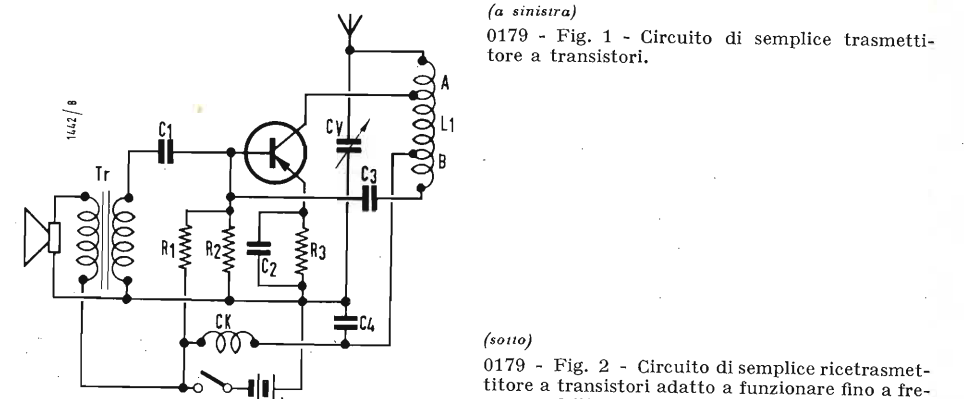 (a sinistra)
0179 - Fig. 1 - Circuito di semplice trasmetti-
tore a transistori.
1442/8
Tr
C1
CV
A
L1
B
C3
R1
R2
C2
R3
CK
C4
(sotto)
0179 - Fig. 2 - Circuito di semplice ricetrasmet-
titore a transistori adatto a funzionare fino a fre-